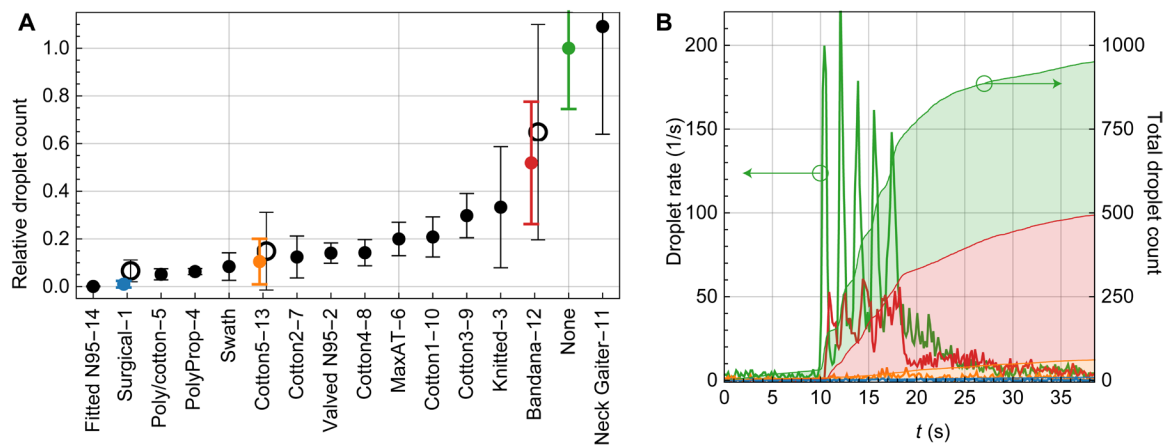 A
Relative droplet count
1.0
0.8
0.6
0.4
0.2
0.0
Fitted N95–14
Surgical–1
Poly/cotton–5
PolyProp–4
Swath
Cotton5–13
Cotton2–7
Valved N95–2
Cotton4–8
MaxAT–6
Cotton1–10
Cotton3–9
Knitted–3
Bandana–12
None
Neck Gaiter–11
B
Droplet rate (1/s)
200
150
100
50
0
0
5
10
15
20
25
30
35
t (s)
1000
750
500
250
0
Total droplet count